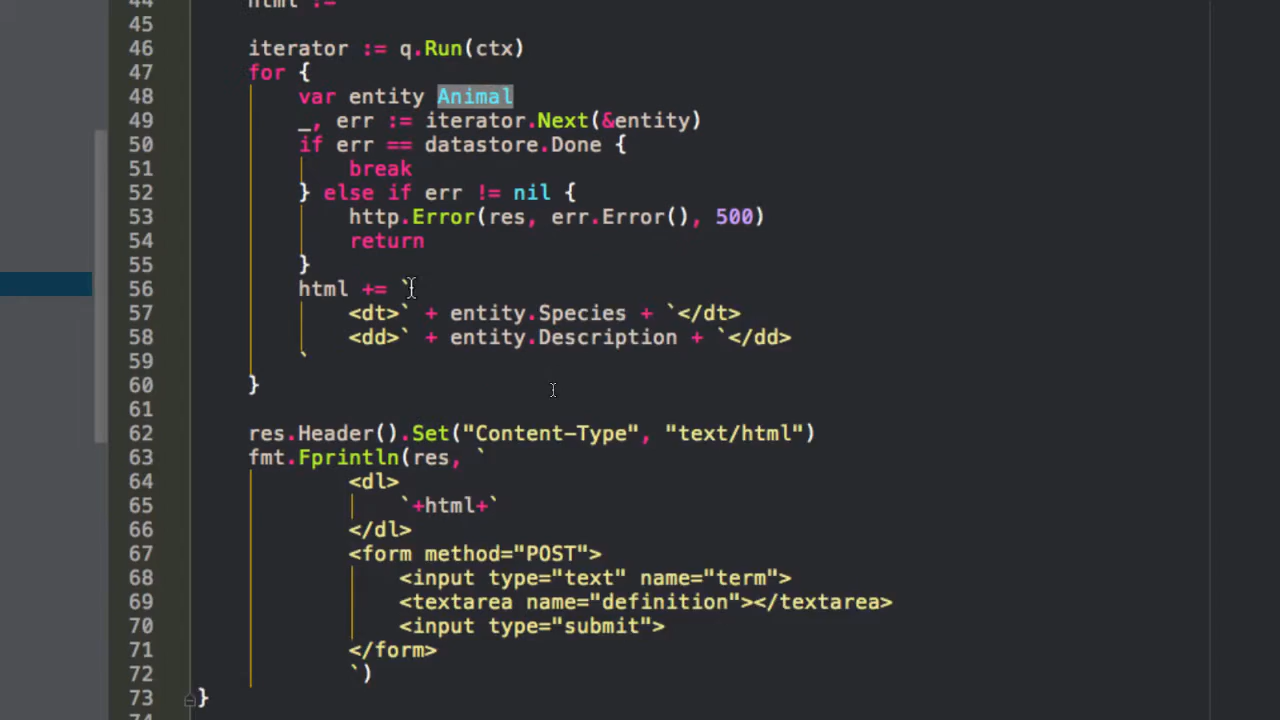 44 html :=
45
46 iterator := q.Run(ctx)
47 for {
48 var entity Animal
49 _, err := iterator.Next(&entity)
50 if err == datastore.Done {
51 break
52 } else if err != nil {
53 http.Error(res, err.Error(), 500)
54 return
55 }
56 html += `
57 <dt>` + entity.Species + `</dt>
58 <dd>` + entity.Description + `</dd>
59 `
60 }
61
62 res.Header().Set("Content-Type", "text/html")
63 fmt.Fprintln(res, `
64 <dl>
65 `+html+`
66 </dl>
67 <form method="POST">
68 <input type="text" name="term">
69 <textarea name="definition"></textarea>
70 <input type="submit">
71 </form>
72 `)
73 }